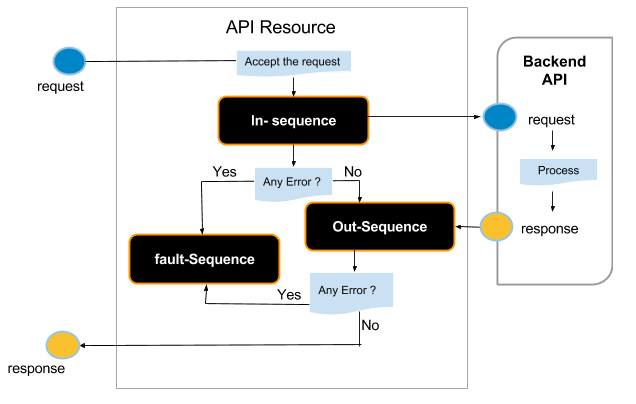 API Resource
Accept the request
request
In- sequence
Backend
API
request
Process
response
Yes
Any Error ?
No
Out-Sequence
fault-Sequence
Any Error ?
Yes
No
response